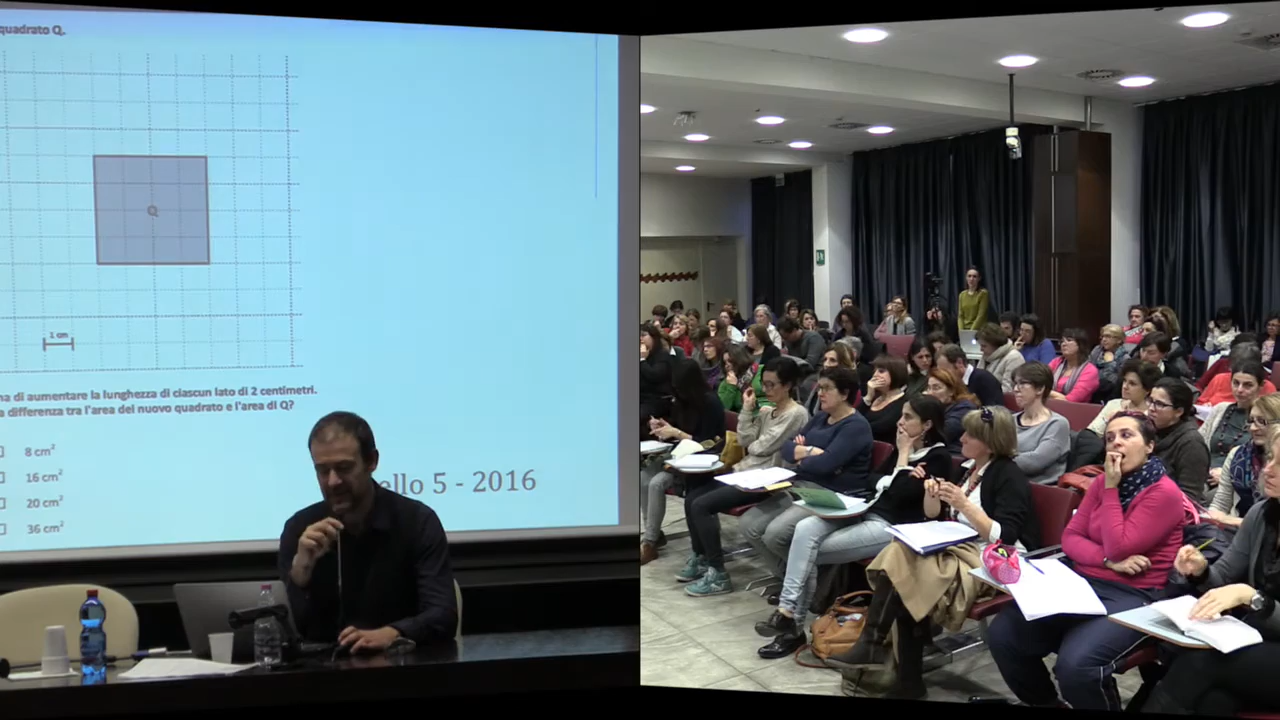 quadrato Q.
Q
1 cm
di aumentare la lunghezza di ciascun lato di 2 centimetri.
differenza tra l'area del nuovo quadrato e l'area di Q?
8 cm²
16 cm²
20 cm²
36 cm²
ello 5 - 2016